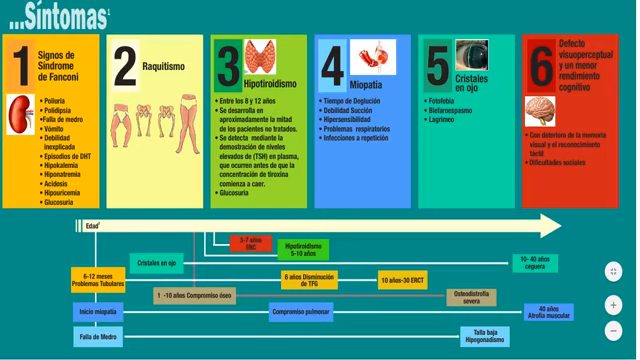 ...Síntomas¹
1
Signos de
Síndrome
de Fanconi
• Poliuria
• Polidipsia
•Falla de medro
• Vómito
• Debilidad
inexplicada
• Episodios de DHT
• Hipokalemia
• Hiponatremia
• Acidosis
• Hipouricemia
• Glucosuria
2
Raquitismo
3
Hipotiroidismo
• Entre los 8 y 12 años
• Se desarrolla en
aproximadamente la mitad
de los pacientes no tratados.
• Se detecta mediante la
demostración de niveles
elevados de (TSH) en plasma,
que ocurren antes de que la
concentración de tiroxina
comienza a caer.
• Glucosuria
4
Miopatía
• Tiempo de Deglución
• Debilidad Succión
• Hipersensibilidad
• Problemas respiratorios
• Infecciones a repetición
5
Cristales
en ojo
• Fotofobia
• Blefaroespasmo
• Lagrimeo
6
Defecto
visuoperceptual
y un menor
rendimiento
cognitivo
• Con deterioro de la memoria
visual y el reconocimiento
táctil
• Dificultades sociales
Edad
3-7 años
ENC
Hipotiroidismo
5-10 años
Cristales en ojo
10- 40 años
ceguera
6-12 meses
Problemas Tubulares
6 años Disminución
de TFG
10 años-30 ERCT
1 -10 años Compromiso óseo
Osteodistrofia
severa
Inicio miopatía
Compromiso pulmonar
40 años
Atrofia muscular
Falla de Medro
Talla baja
Hipogonadismo